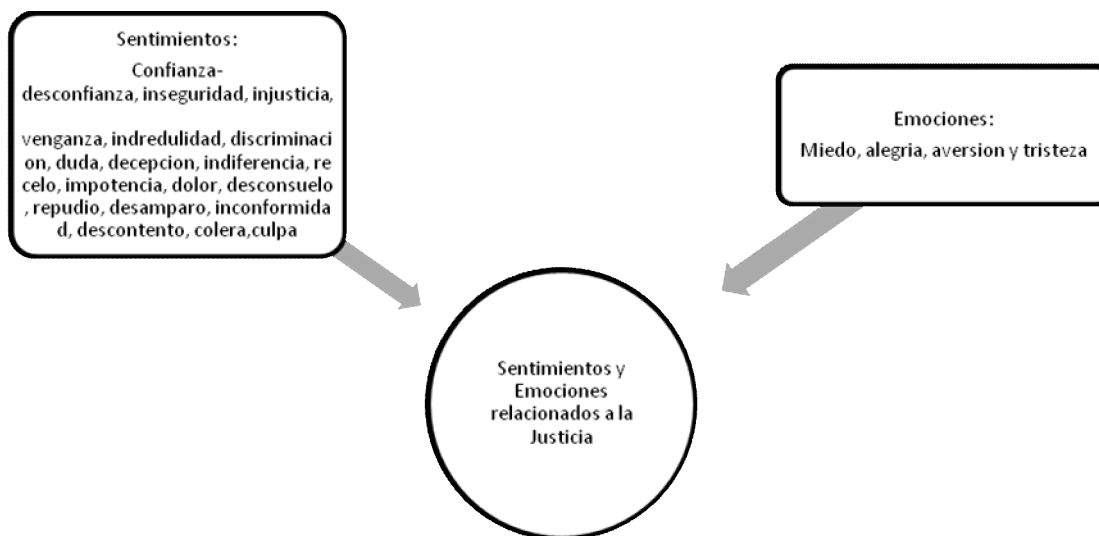 Sentimientos:
Confianza-
desconfianza, inseguridad, injusticia,
venganza, indredulidad, discriminaci
on, duda, decepcion, indiferencia, re
celo, impotencia, dolor, desconsuelo
, repudio, desamparo, inconformida
d, descontento, colera,culpa
Emociones:
Miedo, alegria, aversion y tristeza
Sentimientos y
Emociones
relacionados a la
Justicia